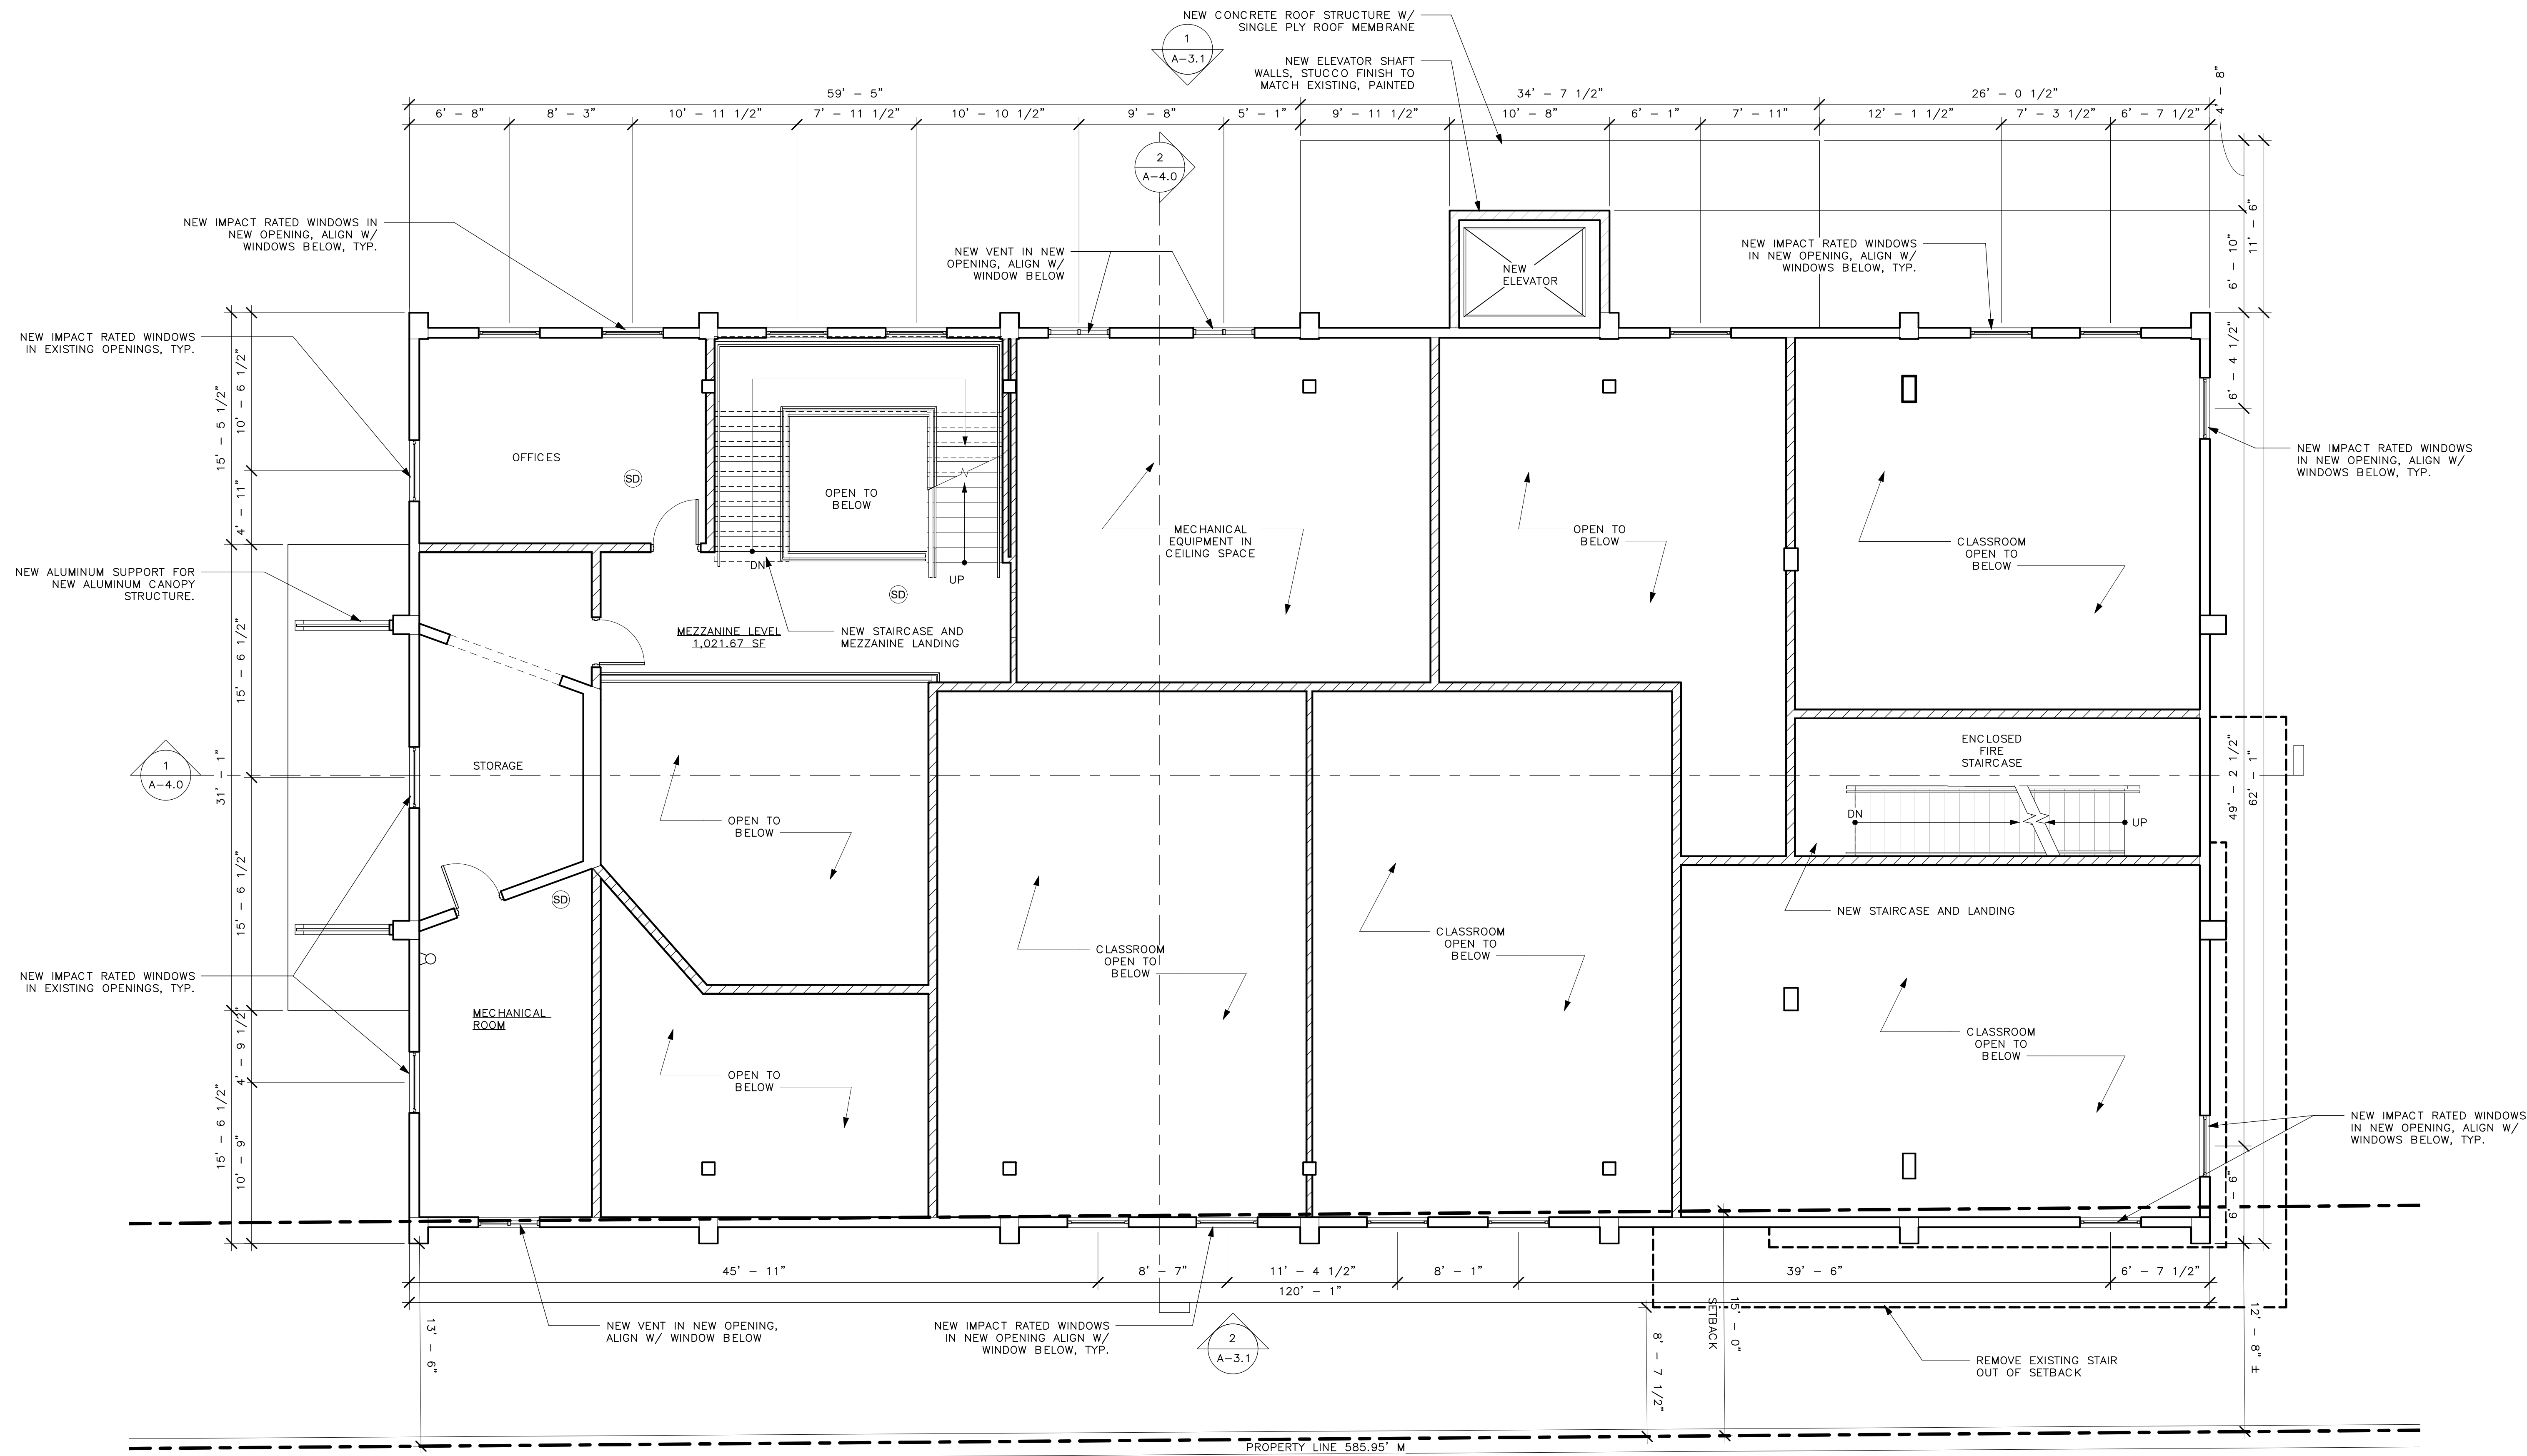 NEW CONCRETE ROOF STRUCTURE W/
SINGLE PLY ROOF MEMBRANE
1
A-3.1
NEW ELEVATOR SHAFT
WALLS, STUCCO FINISH TO
MATCH EXISTING, PAINTED
59' - 5"
34' - 7 1/2"
26' - 0 1/2"
4' - 8"
6' - 8"
8' - 3"
10' - 11 1/2"
7' - 11 1/2"
10' - 10 1/2"
9' - 8"
5' - 1"
9' - 11 1/2"
10' - 8"
6' - 1"
7' - 11"
12' - 1 1/2"
7' - 3 1/2"
6' - 7 1/2"
2
A-4.0
NEW IMPACT RATED WINDOWS IN
NEW OPENING, ALIGN W/
WINDOWS BELOW, TYP.
NEW VENT IN NEW
OPENING, ALIGN W/
WINDOW BELOW
NEW
ELEVATOR
NEW IMPACT RATED WINDOWS
IN NEW OPENING, ALIGN W/
WINDOWS BELOW, TYP.
6' - 10"
11' - 6"
NEW IMPACT RATED WINDOWS
IN EXISTING OPENINGS, TYP.
15' - 5 1/2"
10' - 6 1/2"
4' - 11"
6' - 4 1/2"
OFFICES
SD
OPEN TO
BELOW
DN
UP
SD
MECHANICAL
EQUIPMENT IN
CEILING SPACE
OPEN TO
BELOW
CLASSROOM
OPEN TO
BELOW
NEW IMPACT RATED WINDOWS
IN NEW OPENING, ALIGN W/
WINDOWS BELOW, TYP.
NEW ALUMINUM SUPPORT FOR
NEW ALUMINUM CANOPY
STRUCTURE.
MEZZANINE LEVEL
1,021.67 SF
NEW STAIRCASE AND
MEZZANINE LANDING
15' - 6 1/2"
31' - 1"
1
A-4.0
STORAGE
OPEN TO
BELOW
ENCLOSED
FIRE
STAIRCASE
DN
UP
49' - 2 1/2"
62' - 1"
15' - 6 1/2"
SD
NEW STAIRCASE AND LANDING
CLASSROOM
OPEN TO
BELOW
CLASSROOM
OPEN TO
BELOW
NEW IMPACT RATED WINDOWS
IN EXISTING OPENINGS, TYP.
MECHANICAL
ROOM
4' - 9 1/2"
15' - 6 1/2"
10' - 9"
OPEN TO
BELOW
CLASSROOM
OPEN TO
BELOW
NEW IMPACT RATED WINDOWS
IN NEW OPENING, ALIGN W/
WINDOWS BELOW, TYP.
6' - 6"
45' - 11"
8' - 7"
11' - 4 1/2"
8' - 1"
39' - 6"
6' - 7 1/2"
120' - 1"
13' - 6"
NEW VENT IN NEW OPENING,
ALIGN W/ WINDOW BELOW
NEW IMPACT RATED WINDOWS
IN NEW OPENING ALIGN W/
WINDOW BELOW, TYP.
2
A-3.1
8' - 7 1/2"
SETBACK
15' - 0"
REMOVE EXISTING STAIR
OUT OF SETBACK
12' - 8" ±
PROPERTY LINE 585.95' M